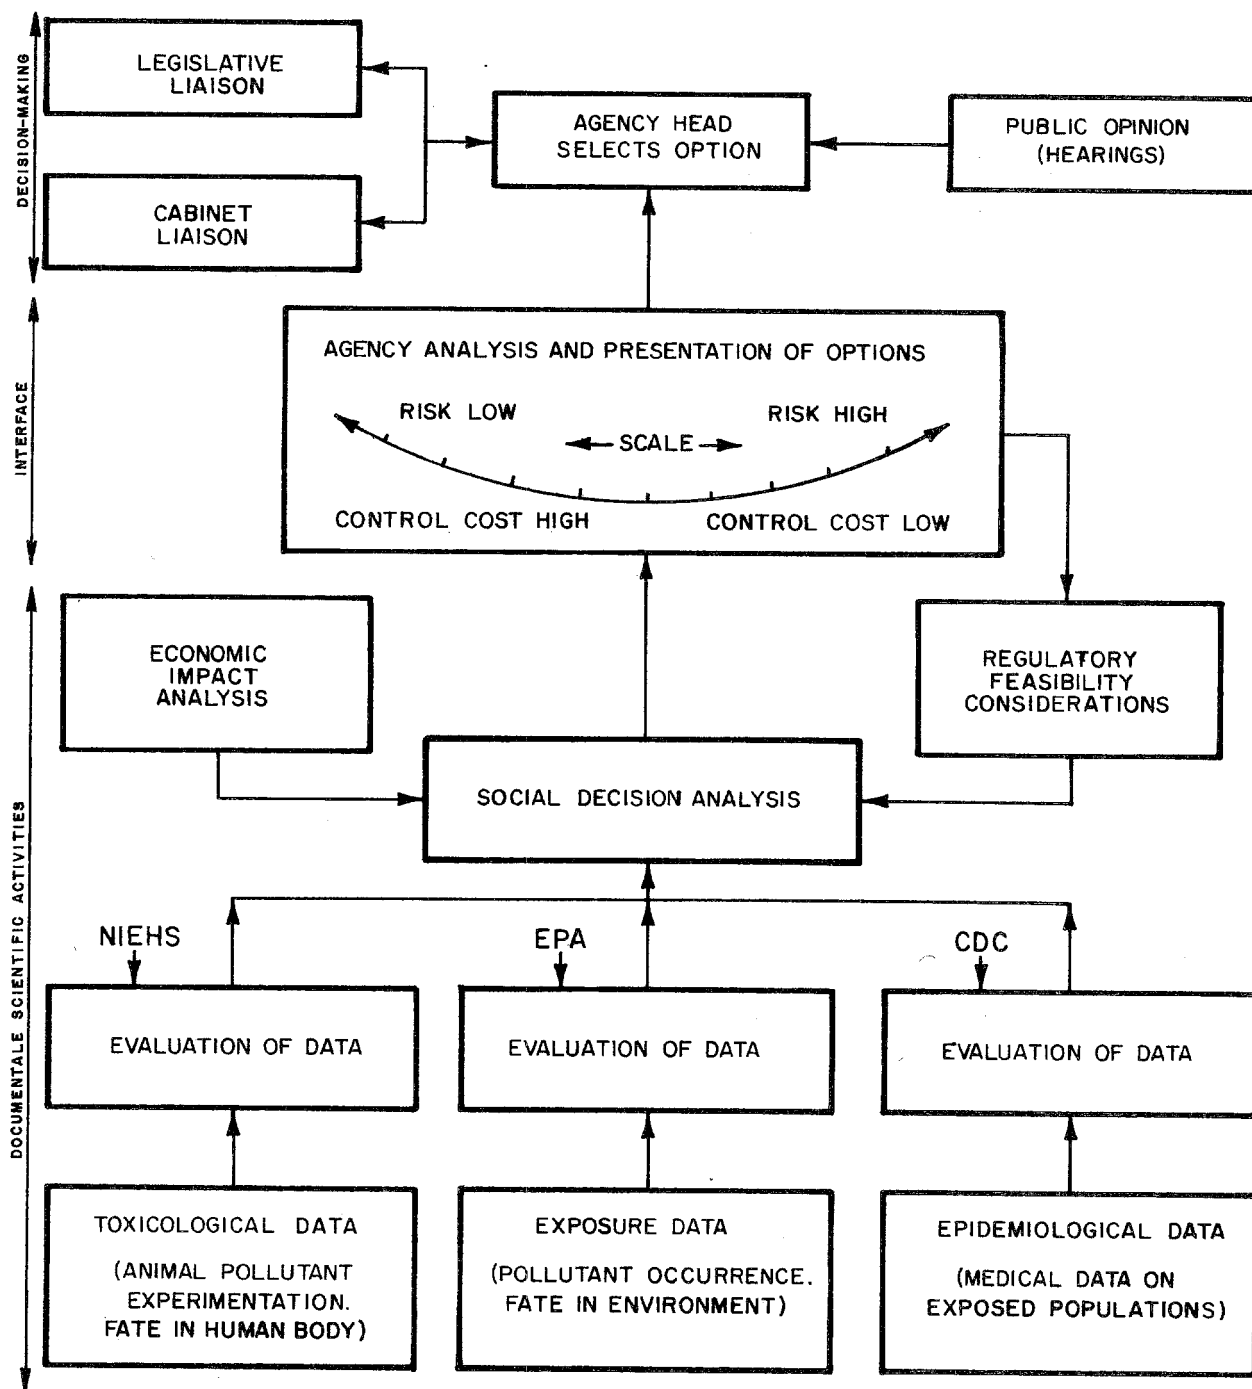 DECISION-MAKING
LEGISLATIVE
LIAISON
CABINET
LIAISON
AGENCY HEAD
SELECTS OPTION
PUBLIC OPINION
(HEARINGS)
INTERFACE
AGENCY ANALYSIS AND PRESENTATION OF OPTIONS
RISK LOW
SCALE
RISK HIGH
CONTROL COST HIGH
CONTROL COST LOW
DOCUMENTALE SCIENTIFIC ACTIVITIES
ECONOMIC
IMPACT
ANALYSIS
REGULATORY
FEASIBILITY
CONSIDERATIONS
SOCIAL DECISION ANALYSIS
NIEHS
EPA
CDC
EVALUATION OF DATA
EVALUATION OF DATA
EVALUATION OF DATA
TOXICOLOGICAL DATA
(ANIMAL POLLUTANT
EXPERIMENTATION.
FATE IN HUMAN BODY)
EXPOSURE DATA
(POLLUTANT OCCURRENCE.
FATE IN ENVIRONMENT)
EPIDEMIOLOGICAL DATA
(MEDICAL DATA ON
EXPOSED POPULATIONS)